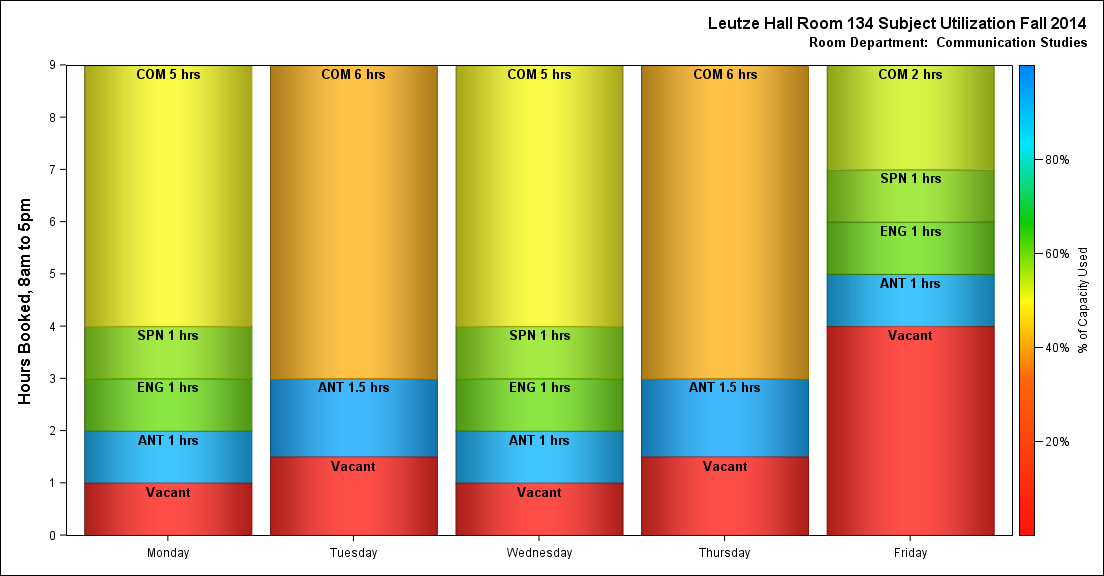 Leutze Hall Room 134 Subject Utilization Fall 2014
Room Department:  Communication Studies
Hours Booked, 8am to 5pm
9
8
7
6
5
4
3
2
1
0
COM 5 hrs
SPN 1 hrs
ENG 1 hrs
ANT 1 hrs
Vacant
COM 6 hrs
ANT 1.5 hrs
Vacant
COM 5 hrs
SPN 1 hrs
ENG 1 hrs
ANT 1 hrs
Vacant
COM 6 hrs
ANT 1.5 hrs
Vacant
COM 2 hrs
SPN 1 hrs
ENG 1 hrs
ANT 1 hrs
Vacant
Monday
Tuesday
Wednesday
Thursday
Friday
80%
60%
40%
20%
% of Capacity Used